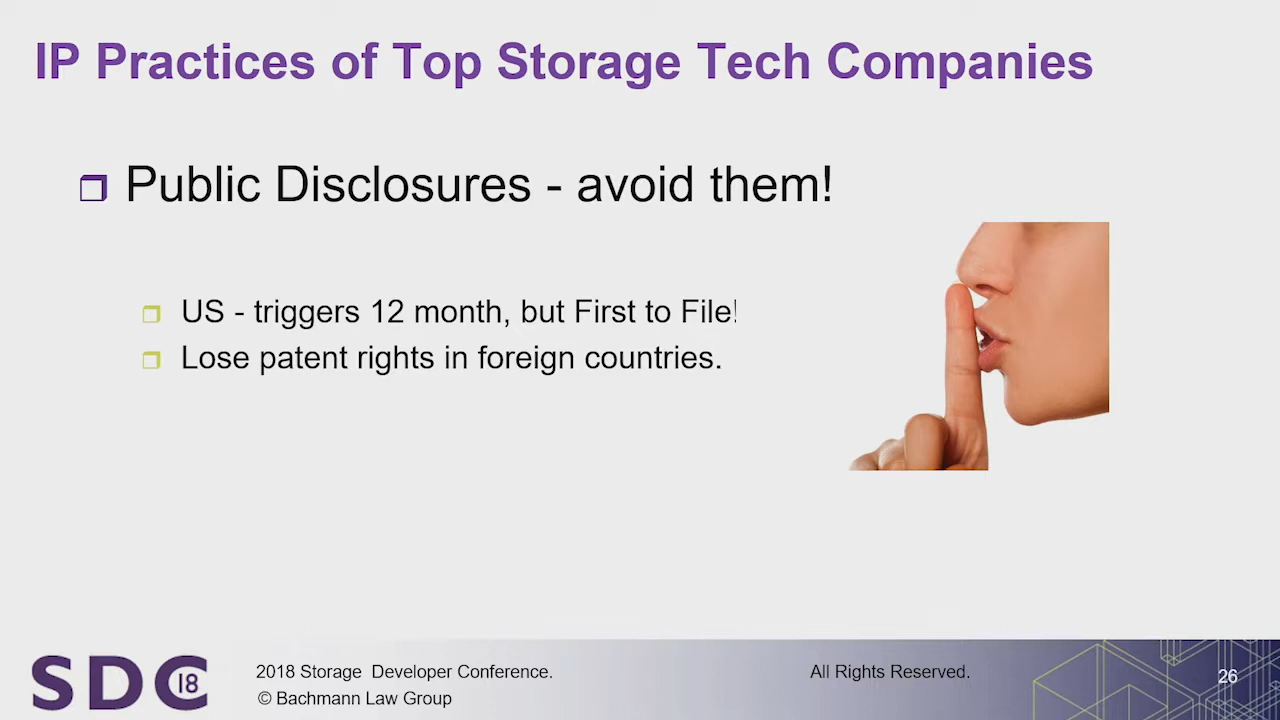 IP Practices of Top Storage Tech Companies
Public Disclosures - avoid them!
US - triggers 12 month, but First to File!
Lose patent rights in foreign countries.
SDC 18
2018 Storage Developer Conference.
© Bachmann Law Group
All Rights Reserved.
26